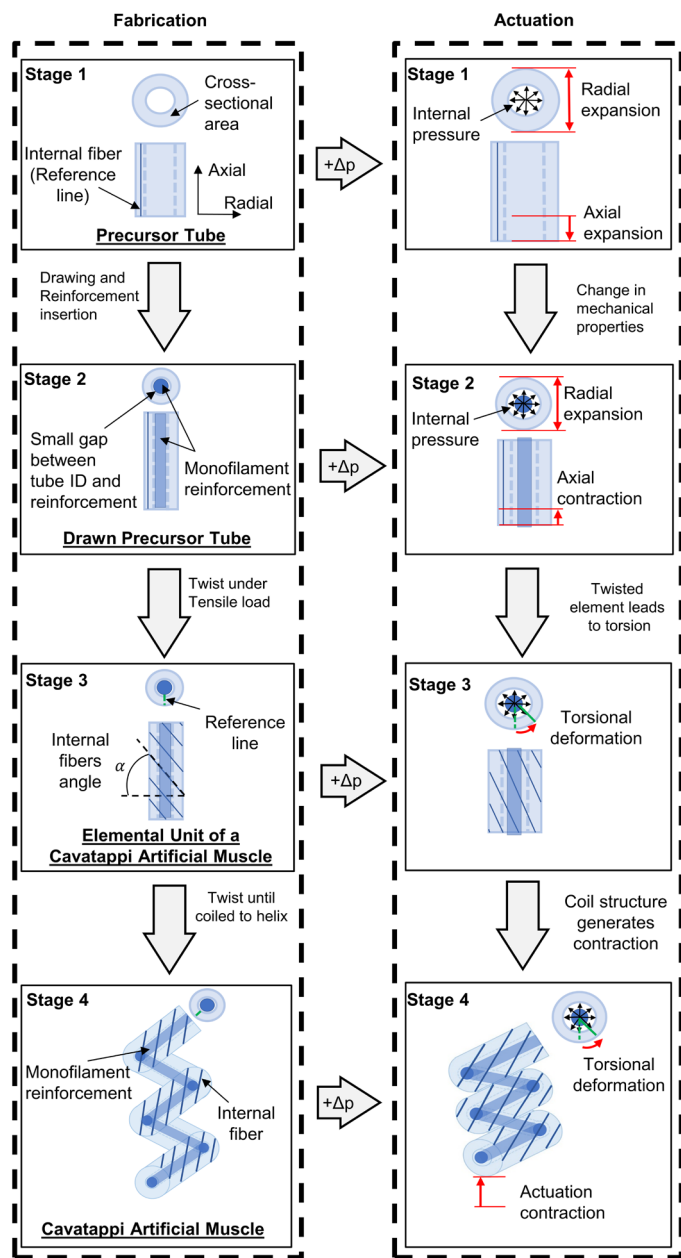 Fabrication
Actuation
Stage 1
Cross-
sectional
area
Internal fiber
(Reference
line)
Axial
Radial
Precursor Tube
+Δp
Stage 1
Internal
pressure
Radial
expansion
Axial
expansion
Drawing and
Reinforcement
insertion
Change in
mechanical
properties
Stage 2
Small gap
between
tube ID and
reinforcement
Monofilament
reinforcement
Drawn Precursor Tube
+Δp
Stage 2
Internal
pressure
Radial
expansion
Axial
contraction
Twist under
Tensile load
Twisted
element leads
to torsion
Stage 3
Reference
line
Internal
fibers
angle
α
Elemental Unit of a
Cavatappi Artificial Muscle
+Δp
Stage 3
Torsional
deformation
Twist until
coiled to helix
Coil structure
generates
contraction
Stage 4
Monofilament
reinforcement
Internal
fiber
Cavatappi Artificial Muscle
+Δp
Stage 4
Torsional
deformation
Actuation
contraction